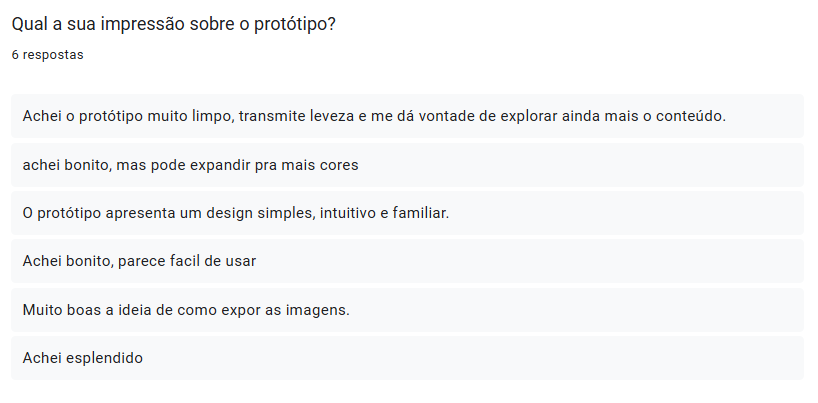 Qual a sua impressão sobre o protótipo?
6 respostas
Achei o protótipo muito limpo, transmite leveza e me dá vontade de explorar ainda mais o conteúdo.
achei bonito, mas pode expandir pra mais cores
O protótipo apresenta um design simples, intuitivo e familiar.
Achei bonito, parece facil de usar
Muito boas a ideia de como expor as imagens.
Achei esplendido